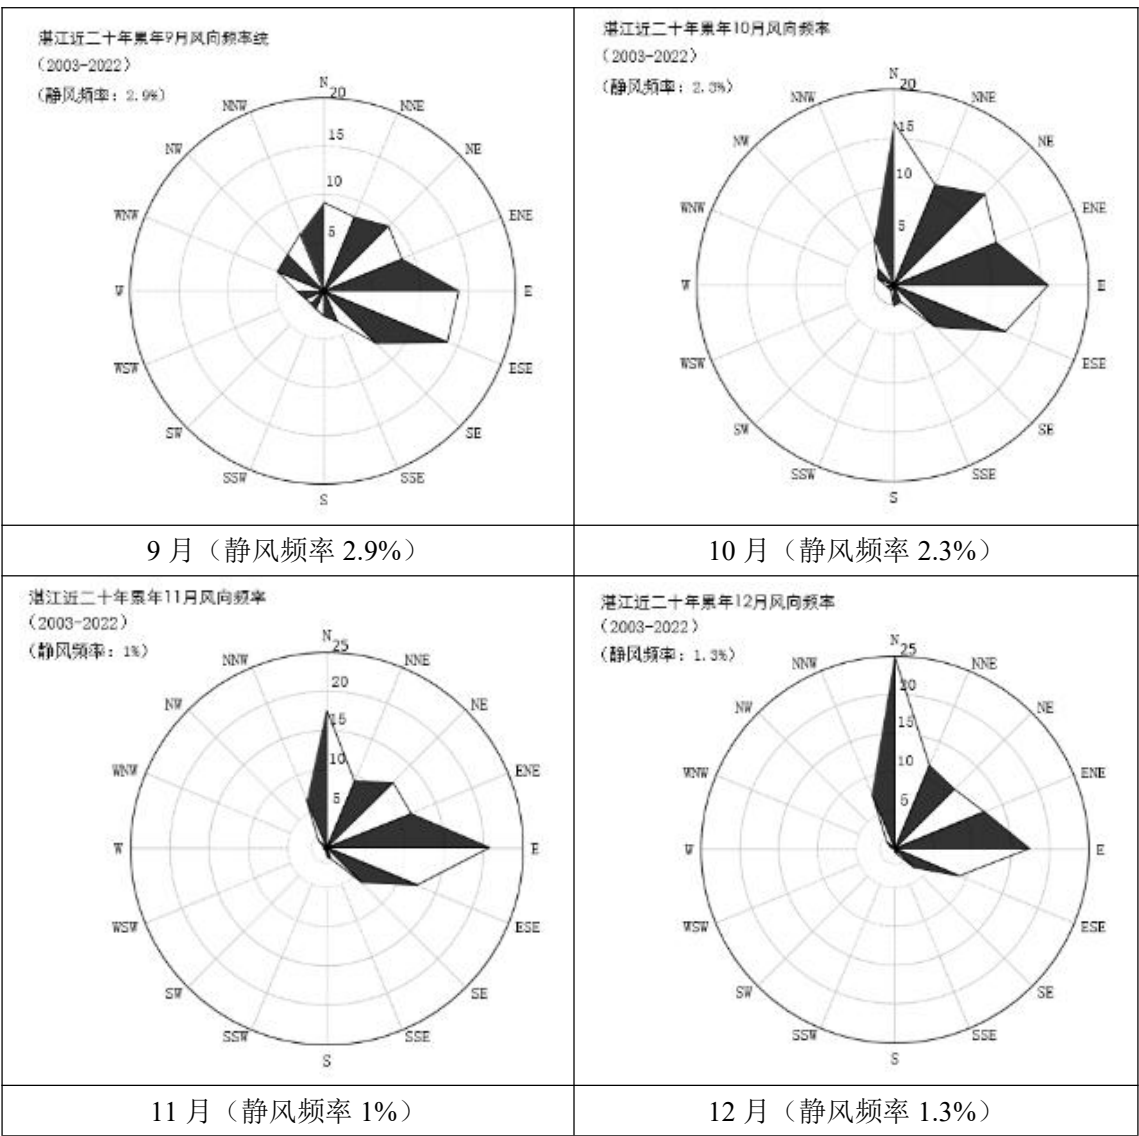 湛江近二十年累年9月风向频率统
(2003-2022)
(静风频率: 2.9%)
N
20
NNW
NNE
15
NW
NE
10
WNW
ENE
5
W
E
WSW
ESE
SW
SE
SSW
SSE
S
湛江近二十年累年10月风向频率
(2003-2022)
(静风频率: 2.3%)
N
20
NNW
NNE
15
NW
NE
10
WNW
ENE
5
W
E
WSW
ESE
SW
SE
SSW
SSE
S
9 月（静风频率 2.9%）
10 月（静风频率 2.3%）
湛江近二十年累年11月风向频率
(2003-2022)
(静风频率: 1%)
N
25
NNW
NNE
20
NW
NE
15
10
WNW
ENE
5
W
E
WSW
ESE
SW
SE
SSW
SSE
S
湛江近二十年累年12月风向频率
(2003-2022)
(静风频率: 1.3%)
N
25
NNW
NNE
20
NW
NE
15
10
WNW
ENE
5
W
E
WSW
ESE
SW
SE
SSW
SSE
S
11 月（静风频率 1%）
12 月（静风频率 1.3%）